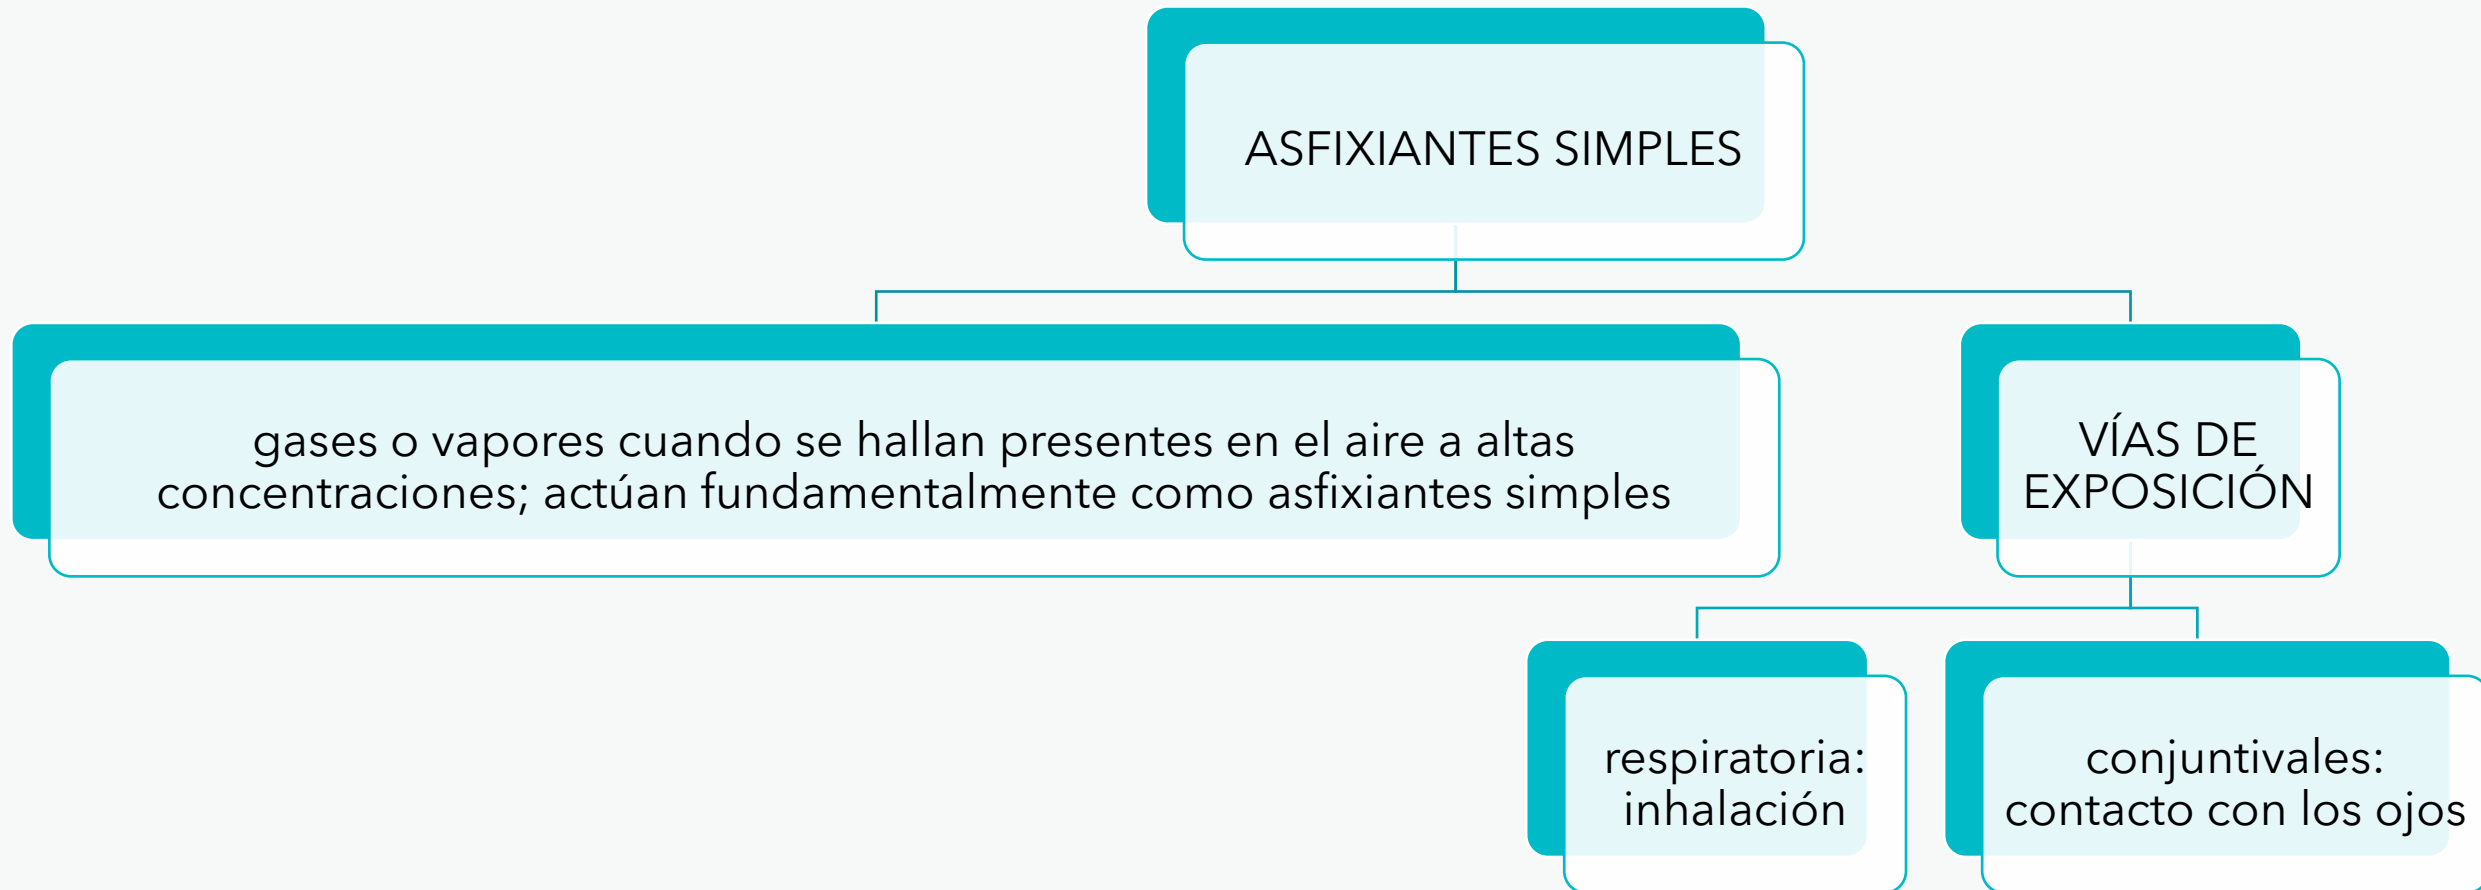 ASFIXIANTES SIMPLES
gases o vapores cuando se hallan presentes en el aire a altas
concentraciones; actúan fundamentalmente como asfixiantes simples
VÍAS DE
EXPOSICIÓN
respiratoria:
inhalación
conjuntivales:
contacto con los ojos